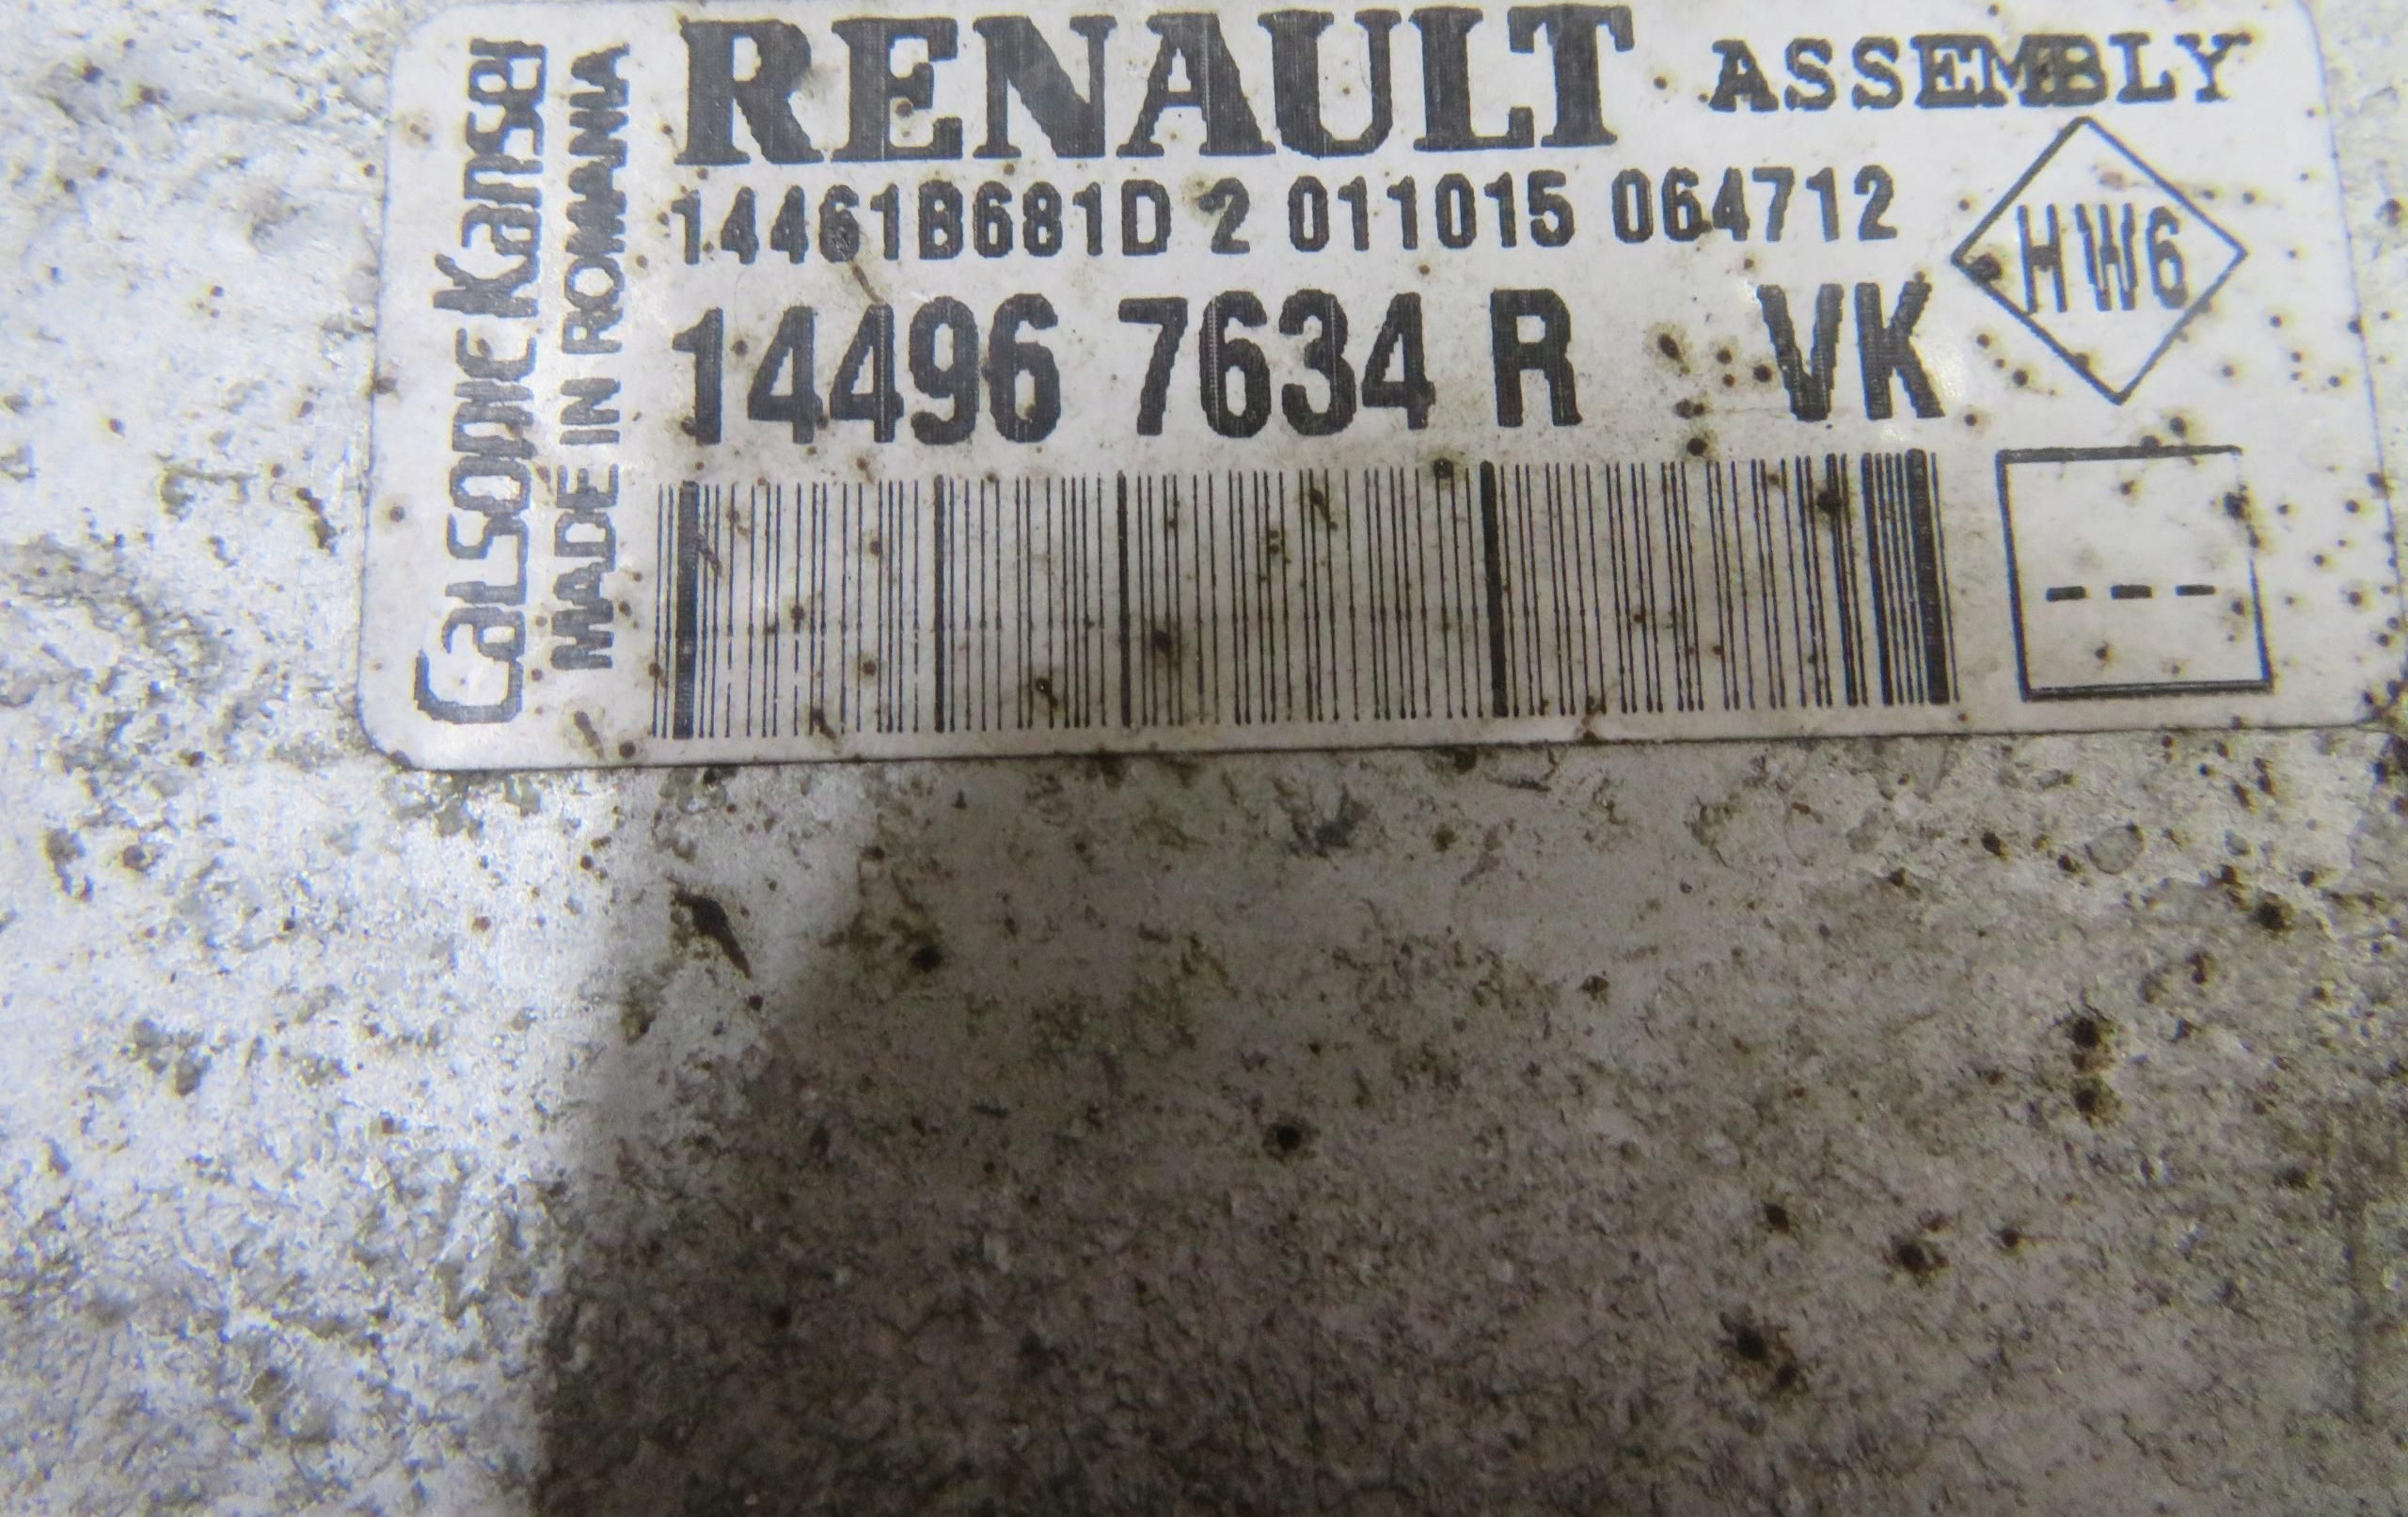 RENAULT ASSEMBLY
14461B681D 2 011015 064712
14496 7634 R VK
HW6
---
Calsonic Kansei
MADE IN ROMANIA